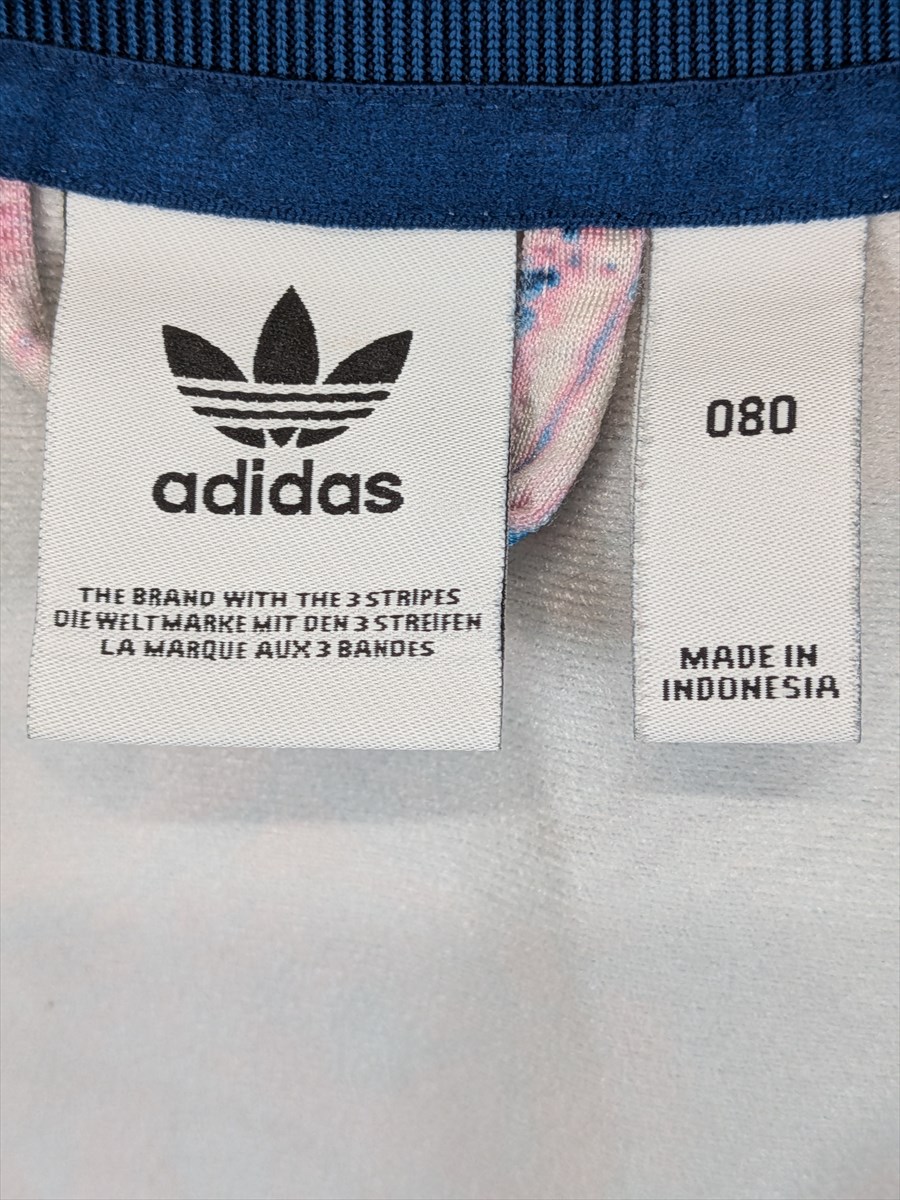 adidas
THE BRAND WITH THE 3 STRIPES
DIE WELTMARKE MIT DEN 3 STREIFEN
LA MARQUE AUX 3 BANDES
080
MADE IN
INDONESIA